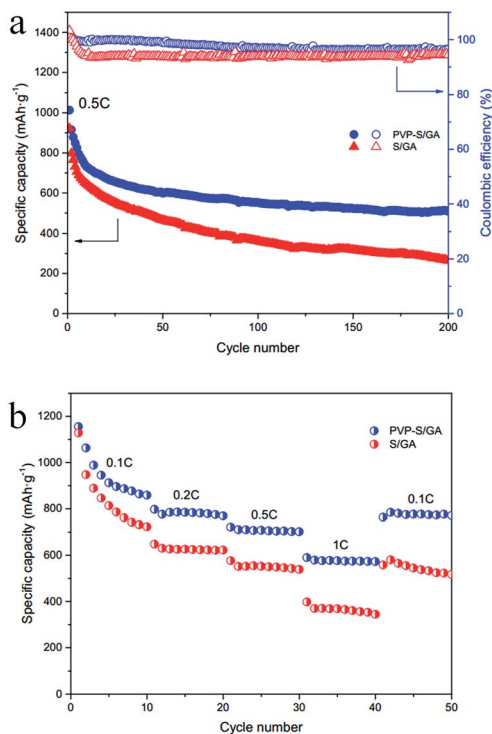 a
1400
1200
1000
800
600
400
200
0
Specific capacity (mAh·g⁻¹)
0.5C
PVP-S/GA
S/GA
100
80
60
40
20
0
Coulombic efficiency (%)
0
50
100
150
200
Cycle number
b
1200
1000
800
600
400
200
0
Specific capacity (mAh·g⁻¹)
PVP-S/GA
S/GA
0.1C
0.2C
0.5C
1C
0.1C
0
10
20
30
40
50
Cycle number